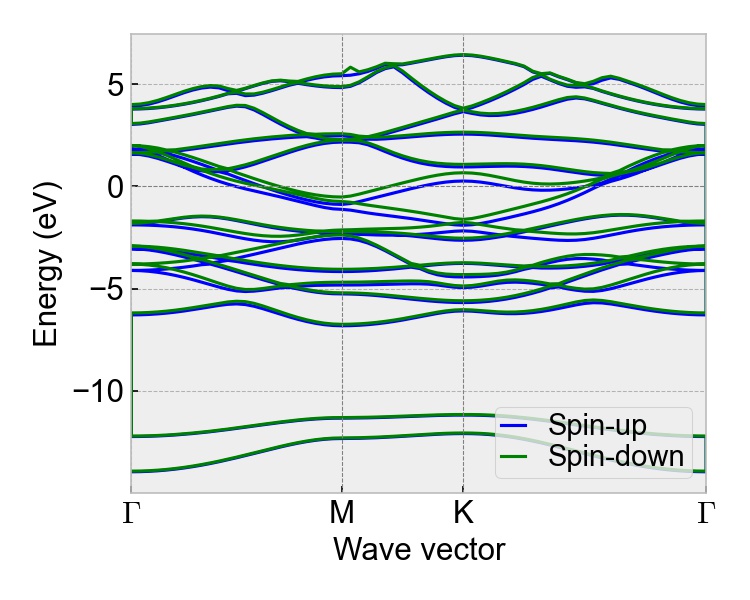 Energy (eV)
5
0
−5
−10
Spin-up
Spin-down
Γ M K Γ
Wave vector